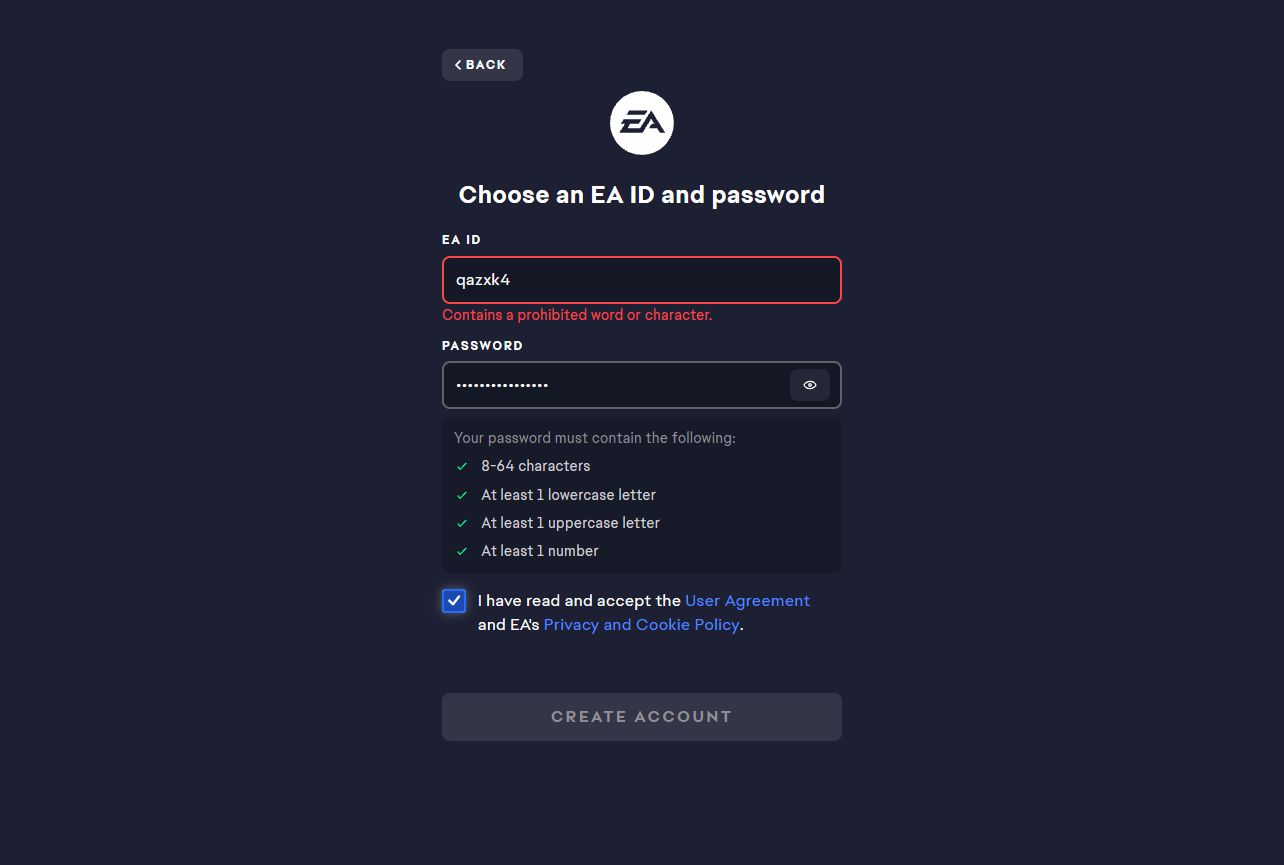 BACK
EA
Choose an EA ID and password
EA ID
qazxk4
Contains a prohibited word or character.
PASSWORD
••••••••••••••••
Your password must contain the following:
8-64 characters
At least 1 lowercase letter
At least 1 uppercase letter
At least 1 number
I have read and accept the User Agreement
and EA's Privacy and Cookie Policy.
CREATE ACCOUNT